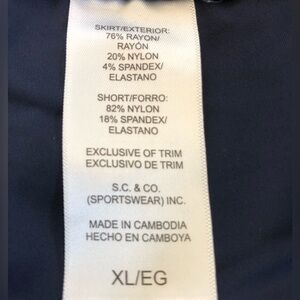 SKIRT/EXTERIOR:
76% RAYON/
RAYÓN
20% NYLON
4% SPANDEX/
ELASTANO
SHORT/FORRO:
82% NYLON
18% SPANDEX/
ELASTANO
EXCLUSIVE OF TRIM
EXCLUSIVO DE TRIM
S.C. & CO.
(SPORTSWEAR) INC.
MADE IN CAMBODIA
HECHO EN CAMBOYA
XL/EG